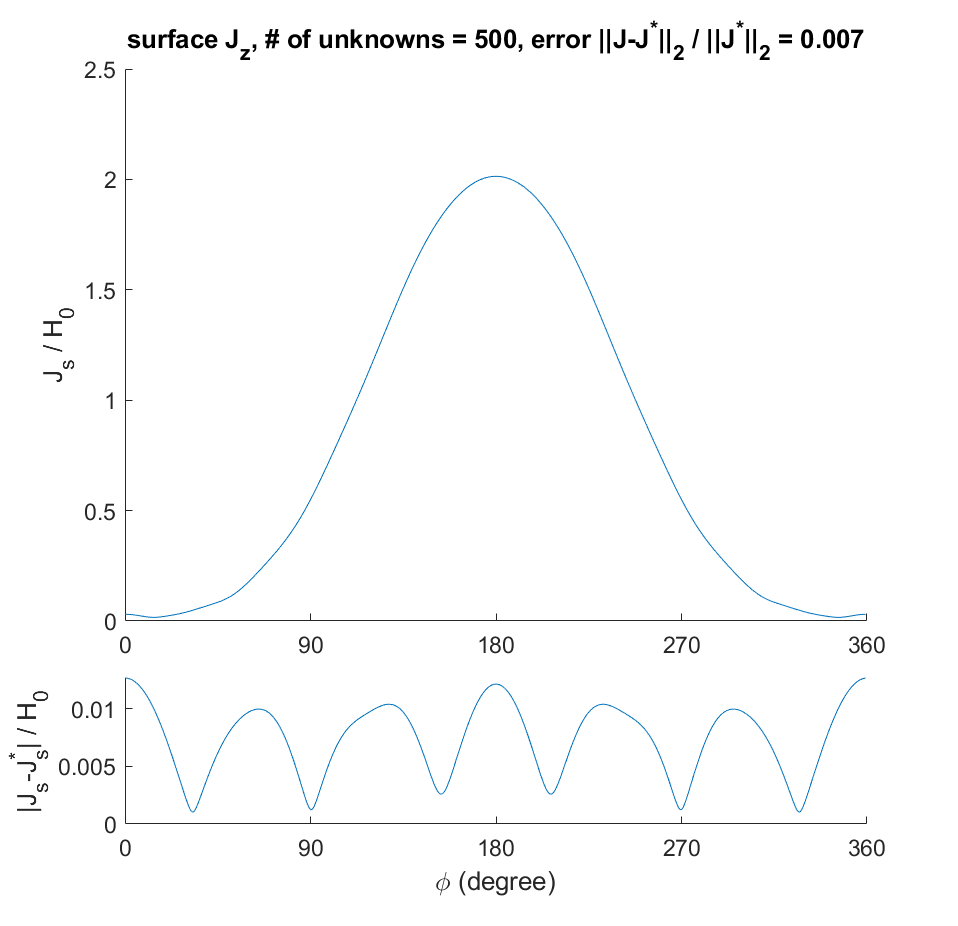 surface J_z, # of unknowns = 500, error ||J-J^*||_2 / ||J^*||_2 = 0.007
2.5
2
1.5
1
0.5
0
J_s / H_0
0 90 180 270 360
0.01
0.005
0
|J_s-J_s^*| / H_0
0 90 180 270 360
ϕ (degree)